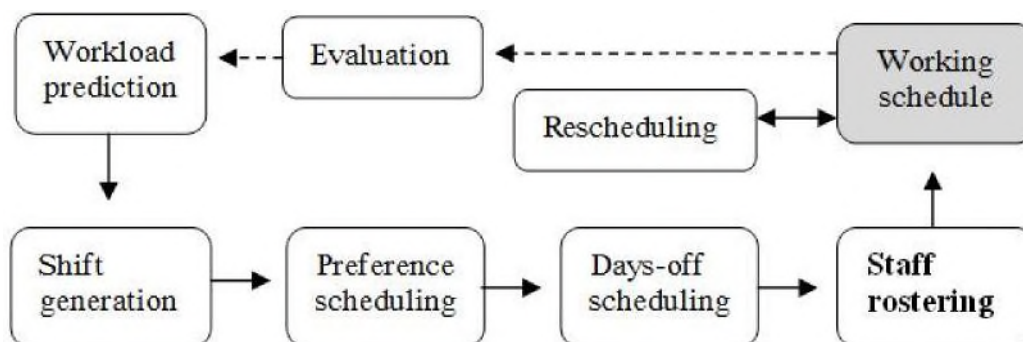 Workload
prediction
Evaluation
Working
schedule
Rescheduling
Shift
generation
Preference
scheduling
Days-off
scheduling
Staff
rostering